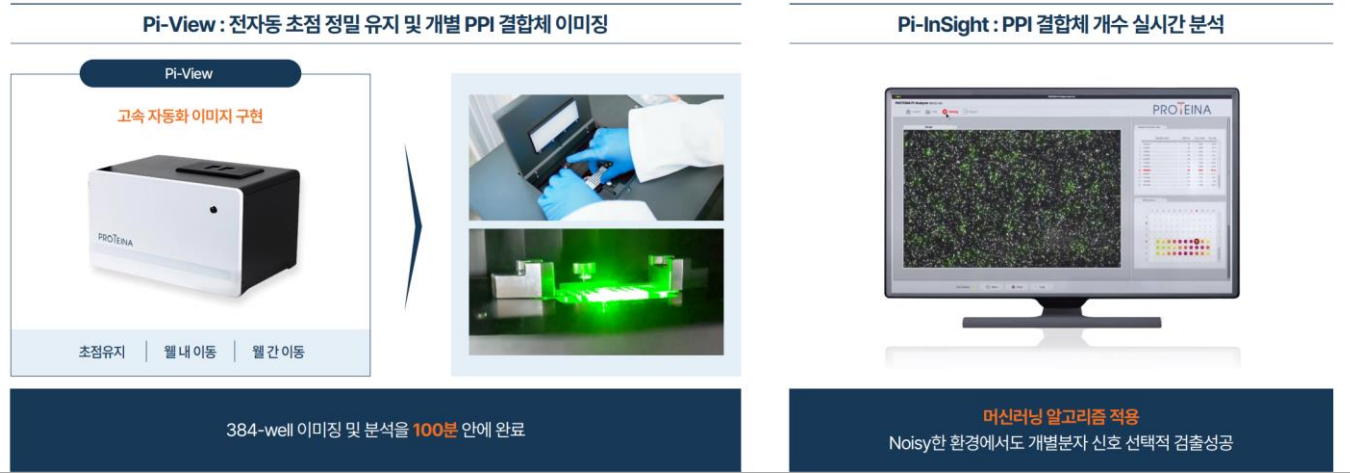 Pi-View : 전자동 초점 정밀 유지 및 개별 PPI 결합체 이미징
Pi-View
고속 자동화 이미지 구현
PROTEINA
초점유지
웰 내 이동
웰 간 이동
384-well 이미징 및 분석을 100분 안에 완료
Pi-InSight : PPI 결합체 개수 실시간 분석
PROTEINA
머신러닝 알고리즘 적용
Noisy한 환경에서도 개별분자 신호 선택적 검출성공